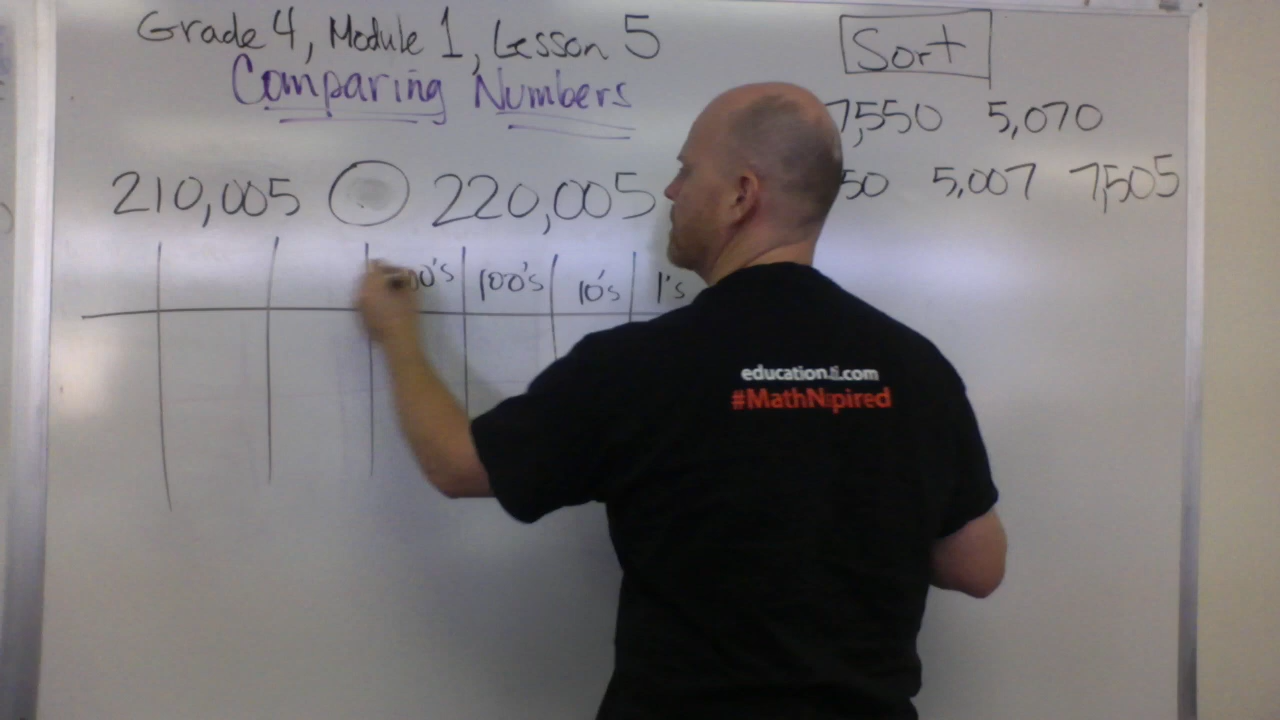 Grade 4, Module 1, Lesson 5
Comparing Numbers
210,005 220,005
100's 10's 1's
Sort
7,550 5,070
50 5,007 7,505
education.ti.com
#MathNspired